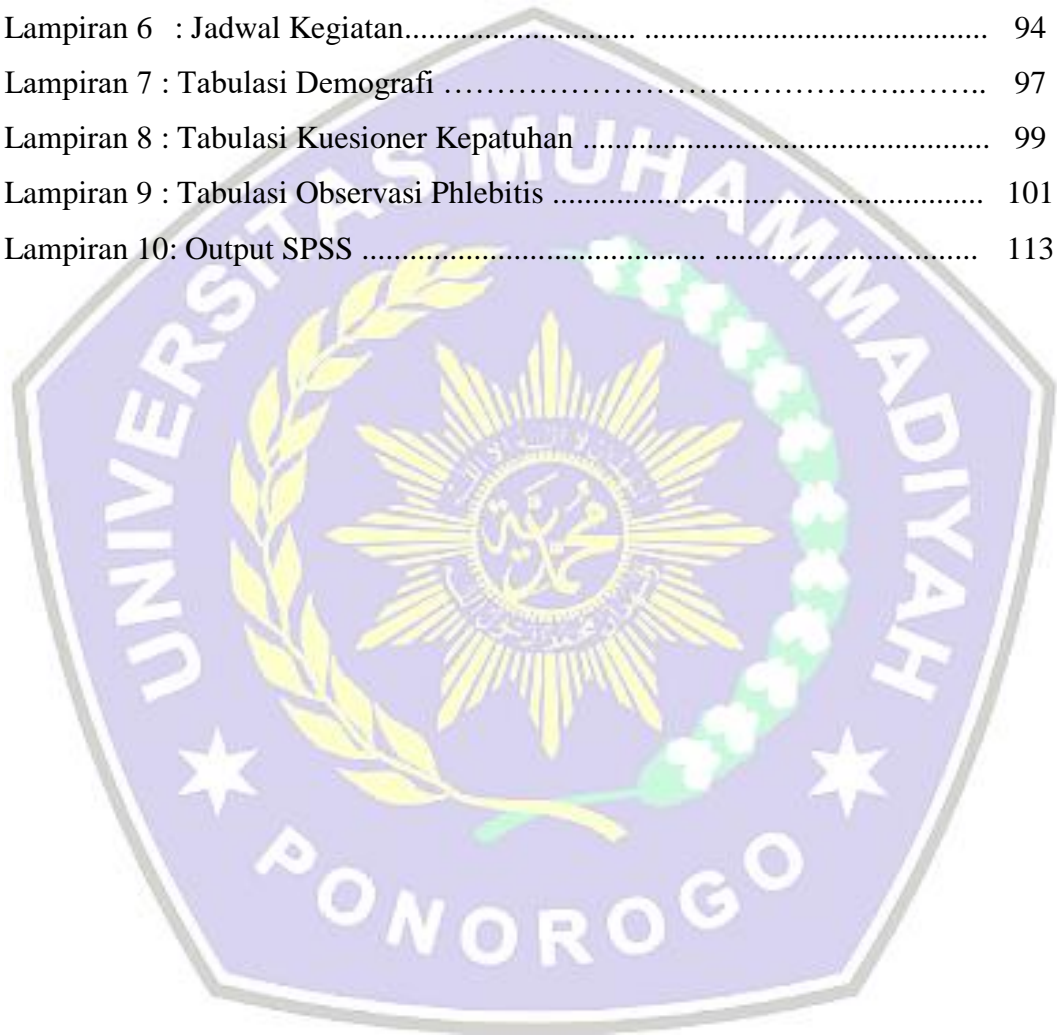 Lampiran 6 : Jadwal Kegiatan........................... ........................................ 94
Lampiran 7 : Tabulasi Demografi …………………………………………..…….. 97
Lampiran 8 : Tabulasi Kuesioner Kepatuhan ............................................... 99
Lampiran 9 : Tabulasi Observasi Phlebitis .................................................. 101
Lampiran 10: Output SPSS ........................................ ............................... 113
UNIVERSITAS MUHAMMADIYAH
PONOROGO
محمدية